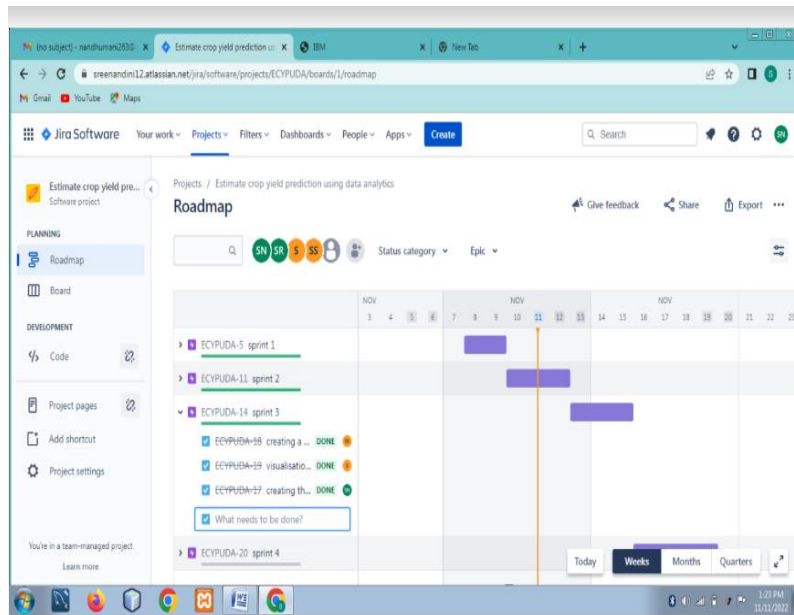 (no subject) - nandhumani263@
Estimate crop yield prediction us
IBM
New Tab
sreenandini12.atlassian.net/jira/software/projects/ECYPUDA/boards/1/roadmap
S
Gmail YouTube Maps
Jira Software Your work Projects Filters Dashboards People Apps Create Search SN
Estimate crop yield pre...
Software project
PLANNING
Roadmap
Board
DEVELOPMENT
Code
Project pages
Add shortcut
Project settings
You're in a team-managed project
Learn more
Projects / Estimate crop yield prediction using data analytics
Roadmap
Give feedback Share Export
SN SR S SS Status category Epic
NOV NOV NOV
3 4 5 6 7 8 9 10 11 12 13 14 15 16 17 18 19 20 21 22
ECYPUDA-5 sprint 1
ECYPUDA-11 sprint 2
ECYPUDA-14 sprint 3
ECYPUDA-18 creating a ... DONE
ECYPUDA-19 visualisatio... DONE
ECYPUDA-17 creating th... DONE
What needs to be done?
ECYPUDA-20 sprint 4
Today Weeks Months Quarters
1:23 PM
11/11/2022